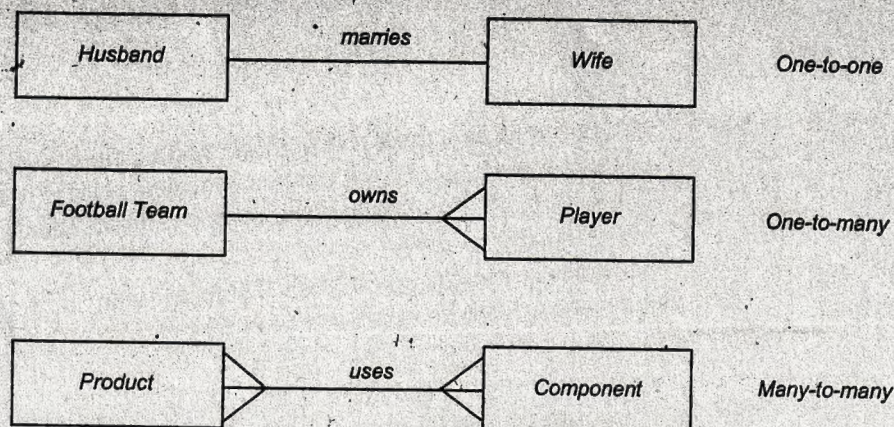 marries
Husband Wife One-to-one
owns
Football Team Player One-to-many
uses
Product Component Many-to-many